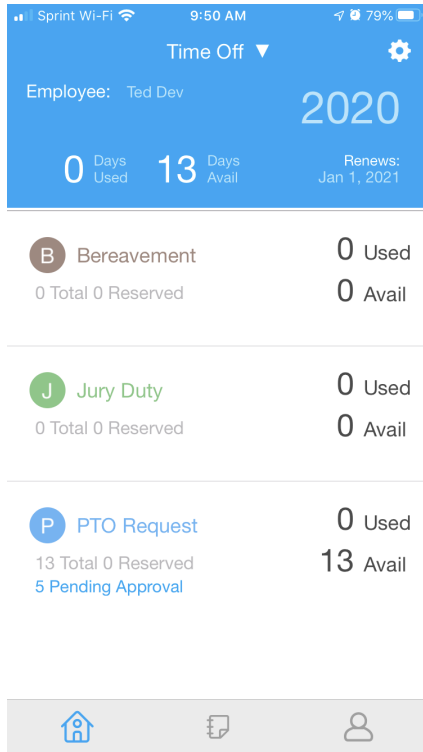 Sprint Wi-Fi 9:50 AM 79%
Time Off ▼
Employee: Ted Dev
2020
0 Days Used 13 Days Avail
Renews:
Jan 1, 2021
B Bereavement 0 Used
0 Total 0 Reserved 0 Avail
J Jury Duty 0 Used
0 Total 0 Reserved 0 Avail
P PTO Request 0 Used
13 Total 0 Reserved 13 Avail
5 Pending Approval